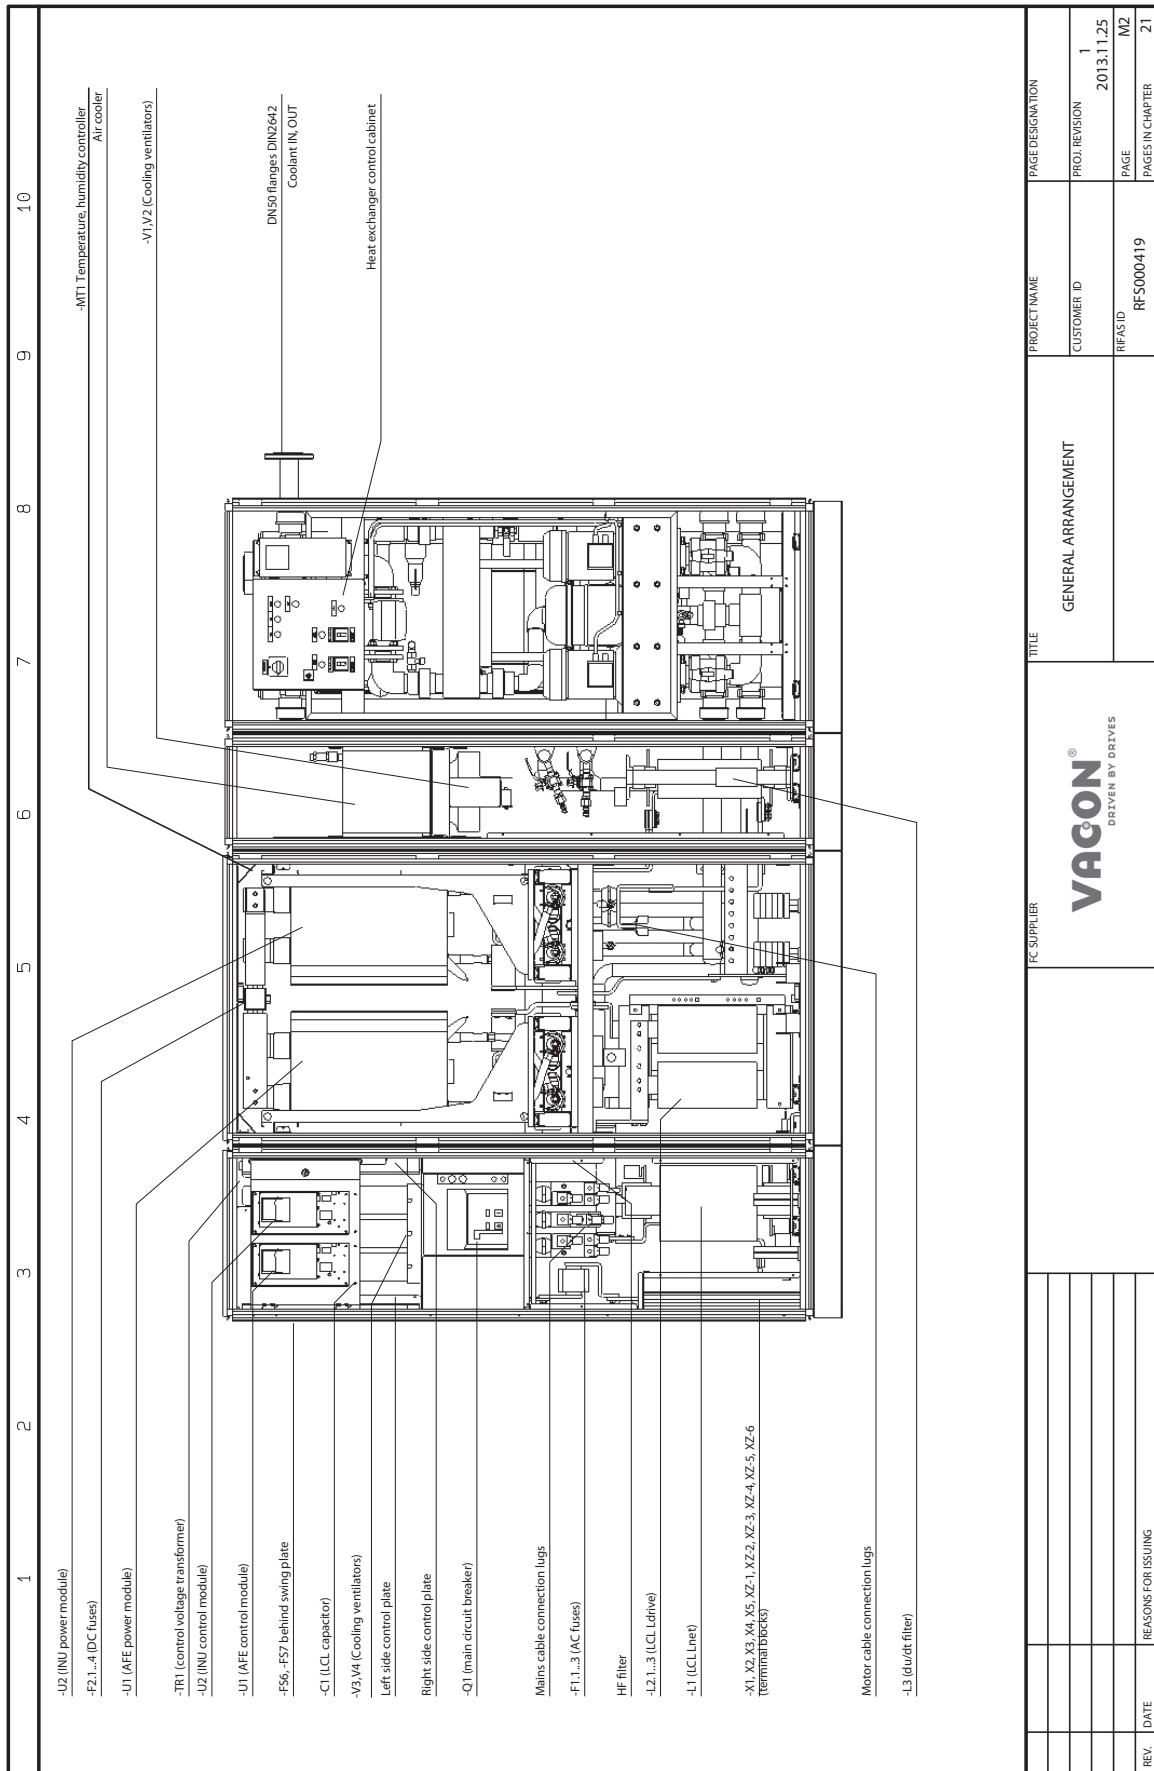 1
2
3
4
5
6
7
8
9
10
-U2 (INU power module)
-F2.1...4 (DC fuses)
-U1 (AFE power module)
-TR1 (control voltage transformer)
-U2 (INU control module)
-U1 (AFE control module)
-FS6, -FS7 behind swing plate
-C1 (LCL capacitor)
-V3,V4 (Cooling ventilators)
Left side control plate
Right side control plate
-Q1 (main circuit breaker)
Mains cable connection lugs
-F1.1...3 (AC fuses)
HF filter
-L2.1...3 (LCL Ldrive)
-L1 (LCL Lnet)
-X1, X2, X3, X4, X5, XZ-1, XZ-2, XZ-3, XZ-4, XZ-5, XZ-6
(terminal blocks)
Motor cable connection lugs
-L3 (du/dt filter)
-MT1 Temperature, humidity controller
Air cooler
-V1,V2 (Cooling ventilators)
DN50 flanges DIN2642
Coolant IN, OUT
Heat exchanger control cabinet
REV.
DATE
REASONS FOR ISSUING
FC SUPPLIER
VACON®
DRIVEN BY DRIVES
TITLE
GENERAL ARRANGEMENT
PROJECT NAME
CUSTOMER ID
RIFAS ID
RFS000419
PAGE DESIGNATION
PROJ. REVISION
1
2013.11.25
PAGE
M2
PAGES IN CHAPTER
21